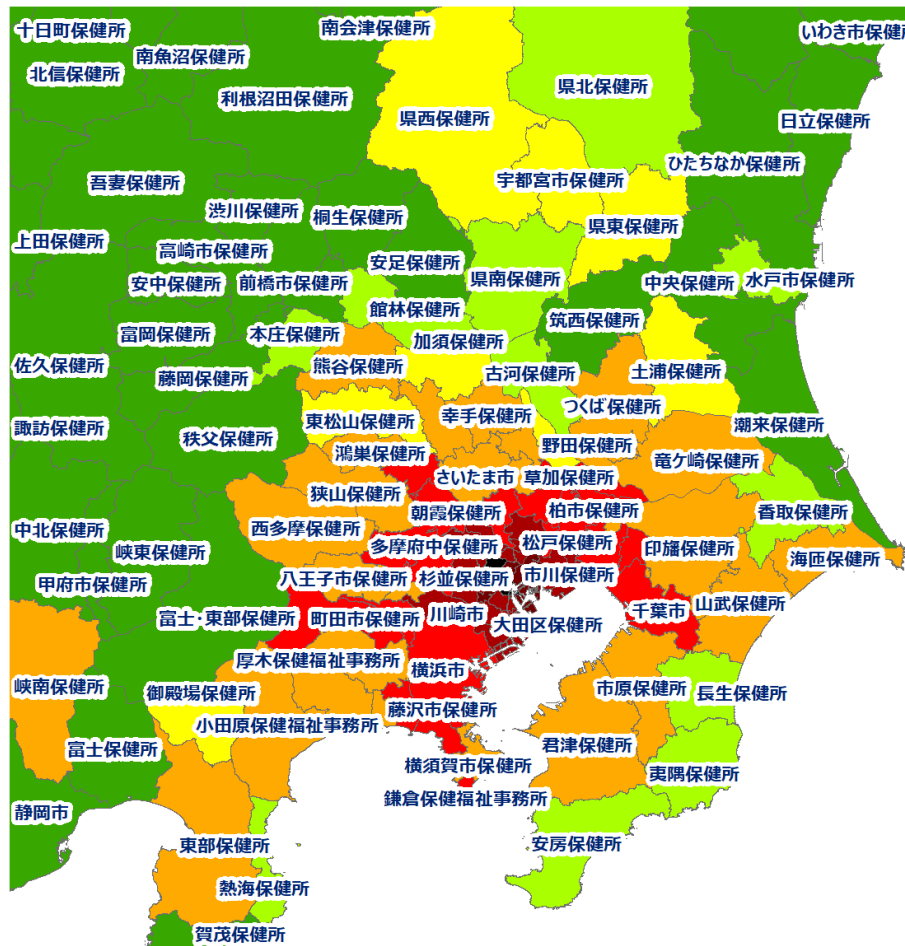 十日町保健所
南会津保健所
いわき市保健所
南魚沼保健所
北信保健所
県北保健所
利根沼田保健所
県西保健所
日立保健所
ひたちなか保健所
吾妻保健所
宇都宮市保健所
渋川保健所
桐生保健所
県東保健所
上田保健所
高崎市保健所
安足保健所
県南保健所
中央保健所
水戸市保健所
安中保健所
前橋市保健所
館林保健所
筑西保健所
富岡保健所
本庄保健所
加須保健所
佐久保健所
熊谷保健所
古河保健所
土浦保健所
藤岡保健所
つくば保健所
諏訪保健所
東松山保健所
幸手保健所
潮来保健所
秩父保健所
鴻巣保健所
野田保健所
竜ケ崎保健所
さいたま市
草加保健所
狭山保健所
朝霞保健所
柏市保健所
香取保健所
中北保健所
西多摩保健所
峡東保健所
多摩府中保健所
松戸保健所
印旛保健所
海匝保健所
甲府市保健所
八王子市保健所
杉並保健所
市川保健所
富士・東部保健所
町田市保健所
川崎市
大田区保健所
千葉市
山武保健所
厚木保健福祉事務所
横浜市
峡南保健所
御殿場保健所
市原保健所
長生保健所
小田原保健福祉事務所
藤沢市保健所
富士保健所
君津保健所
横須賀市保健所
夷隅保健所
鎌倉保健福祉事務所
静岡市
東部保健所
安房保健所
熱海保健所
賀茂保健所